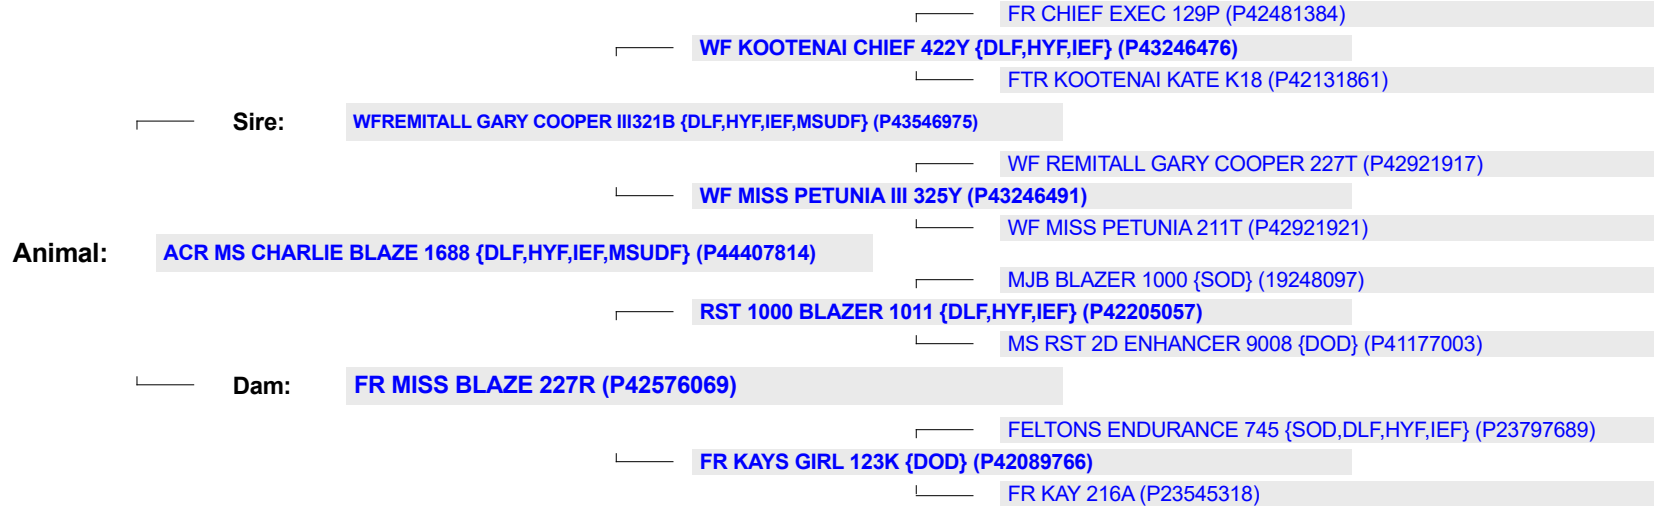 FR CHIEF EXEC 129P (P42481384)
WF KOOTENAI CHIEF 422Y {DLF,HYF,IEF} (P43246476)
FTR KOOTENAI KATE K18 (P42131861)
Sire: WFREMITALL GARY COOPER III321B {DLF,HYF,IEF,MSUDF} (P43546975)
WF REMITALL GARY COOPER 227T (P42921917)
WF MISS PETUNIA III 325Y (P43246491)
WF MISS PETUNIA 211T (P42921921)
Animal: ACR MS CHARLIE BLAZE 1688 {DLF,HYF,IEF,MSUDF} (P44407814)
MJB BLAZER 1000 {SOD} (19248097)
RST 1000 BLAZER 1011 {DLF,HYF,IEF} (P42205057)
MS RST 2D ENHANCER 9008 {DOD} (P41177003)
Dam: FR MISS BLAZE 227R (P42576069)
FELTONS ENDURANCE 745 {SOD,DLF,HYF,IEF} (P23797689)
FR KAYS GIRL 123K {DOD} (P42089766)
FR KAY 216A (P23545318)